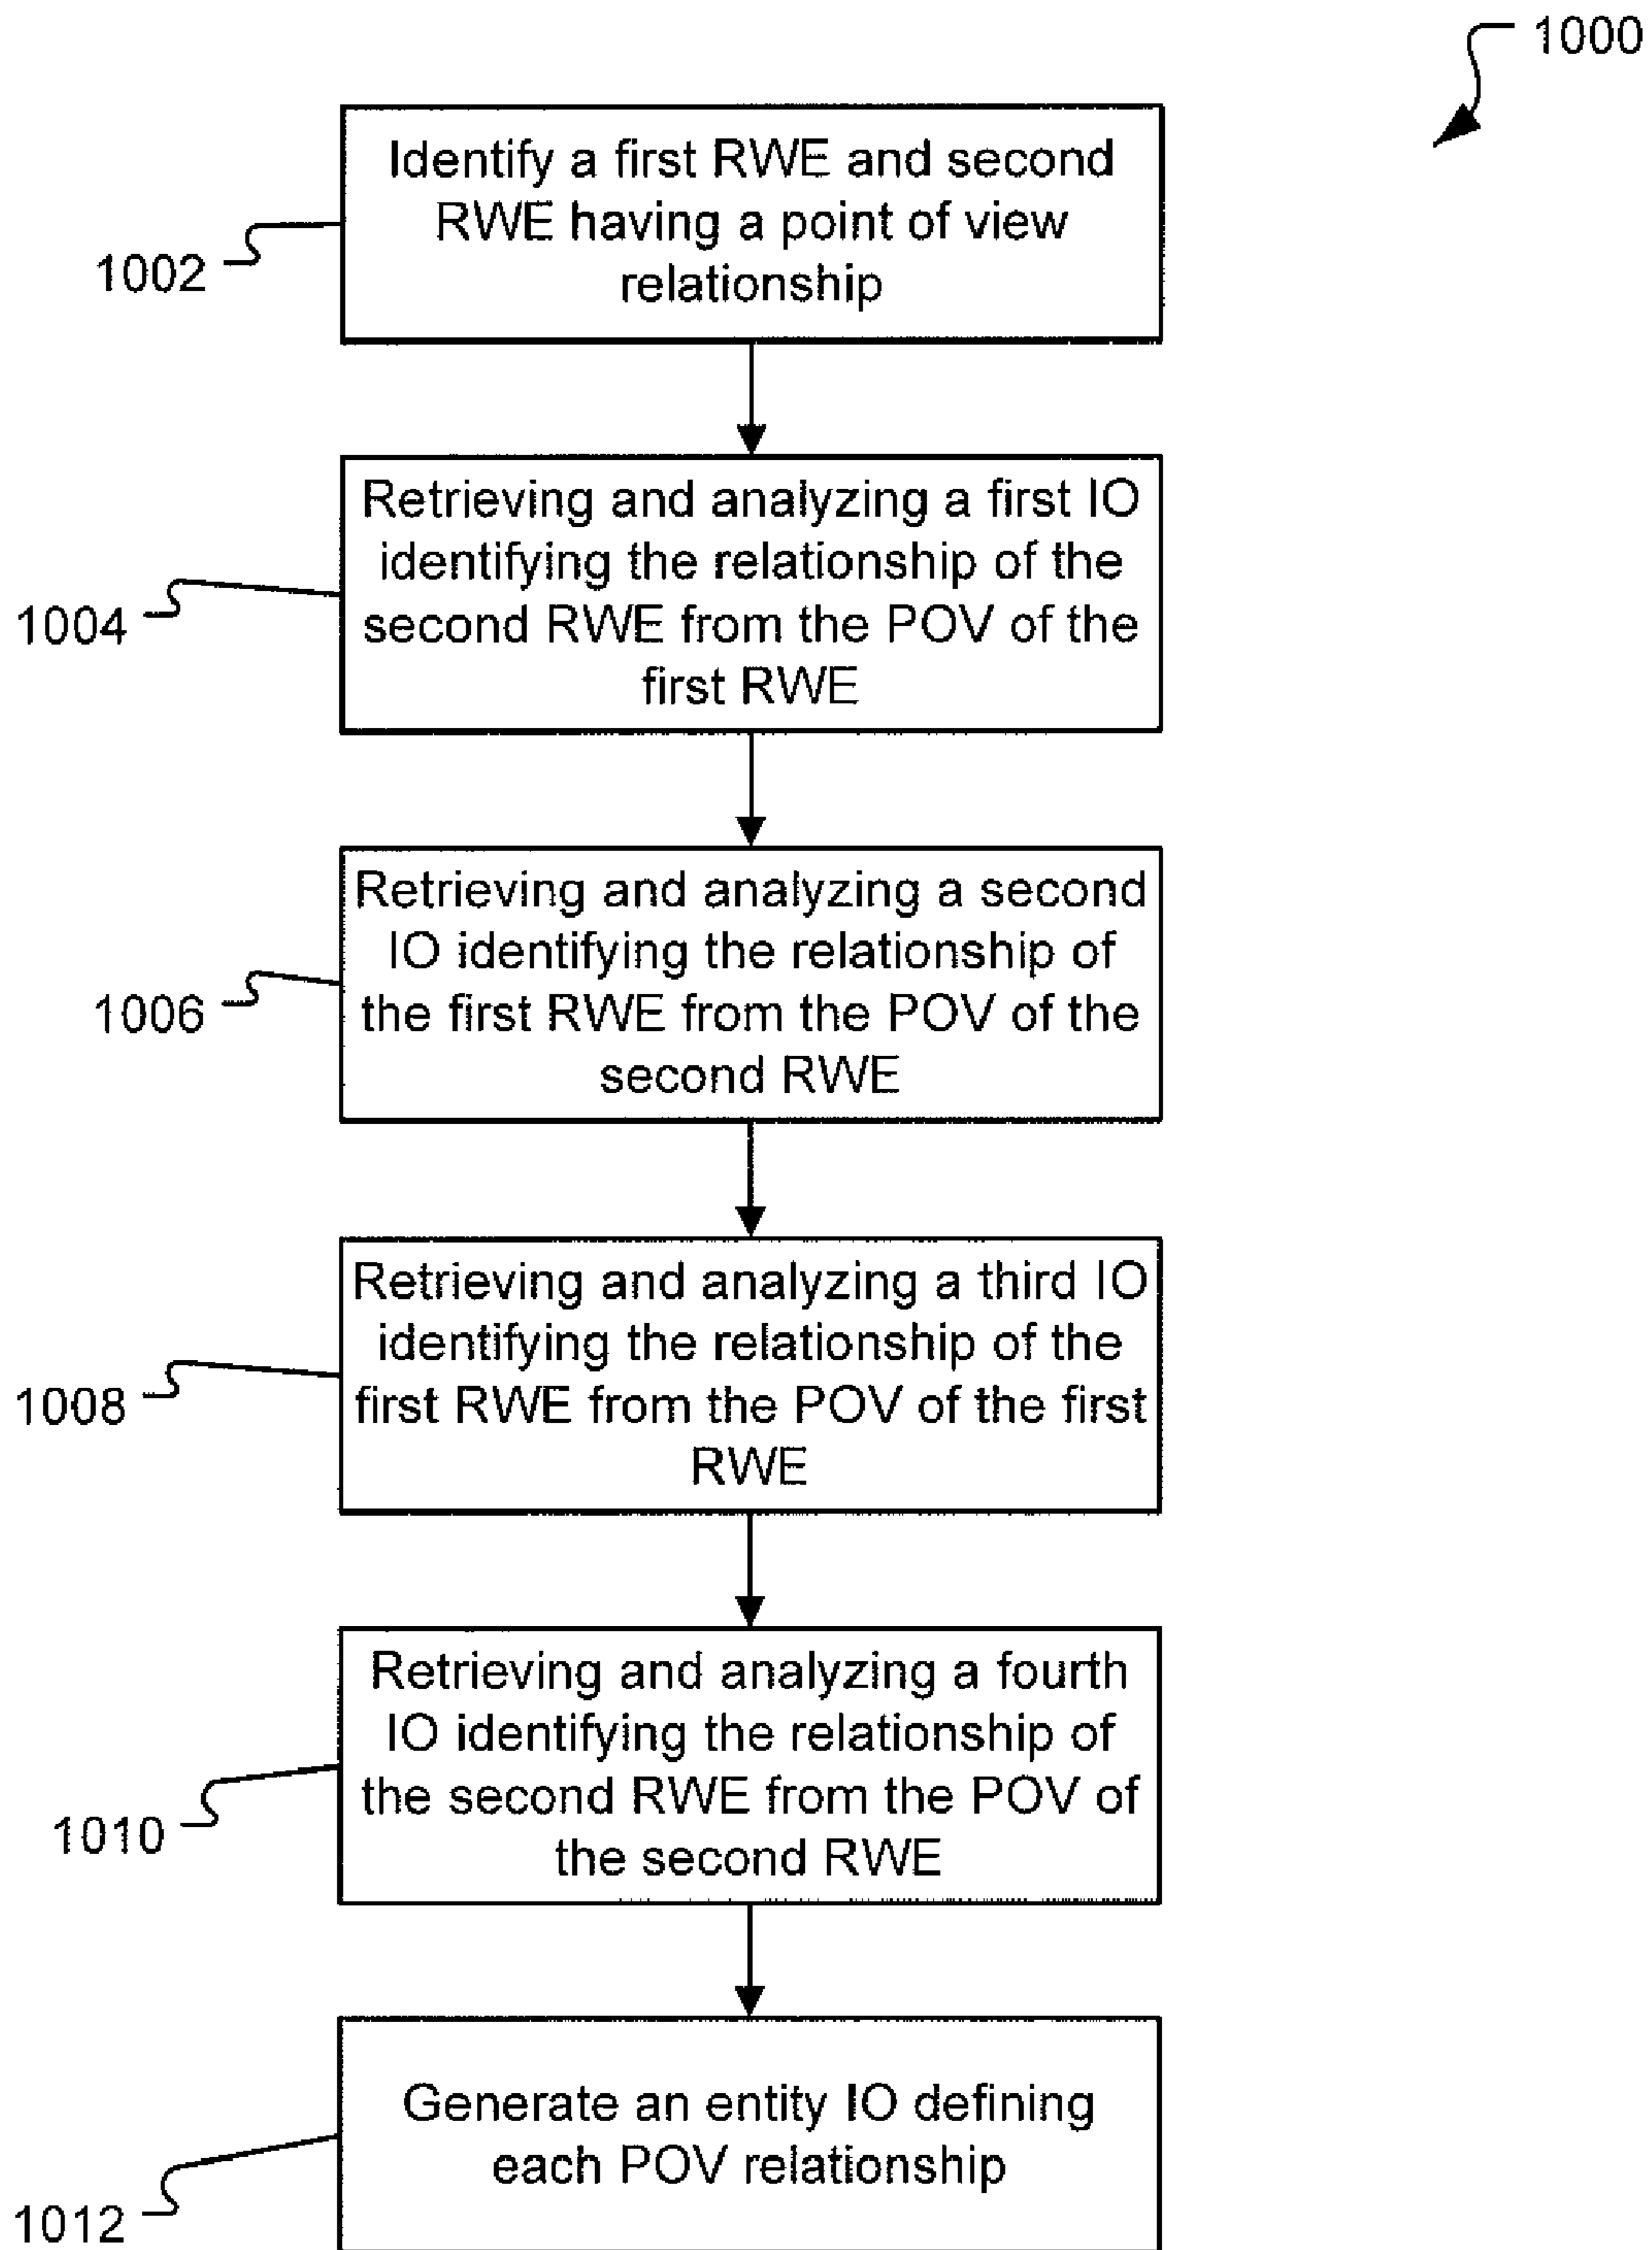 1000
Identify a first RWE and second
RWE having a point of view
relationship
1002
Retrieving and analyzing a first IO
identifying the relationship of the
second RWE from the POV of the
first RWE
1004
Retrieving and analyzing a second
IO identifying the relationship of
the first RWE from the POV of the
second RWE
1006
Retrieving and analyzing a third IO
identifying the relationship of the
first RWE from the POV of the first
RWE
1008
Retrieving and analyzing a fourth
IO identifying the relationship of
the second RWE from the POV of
the second RWE
1010
Generate an entity IO defining
each POV relationship
1012